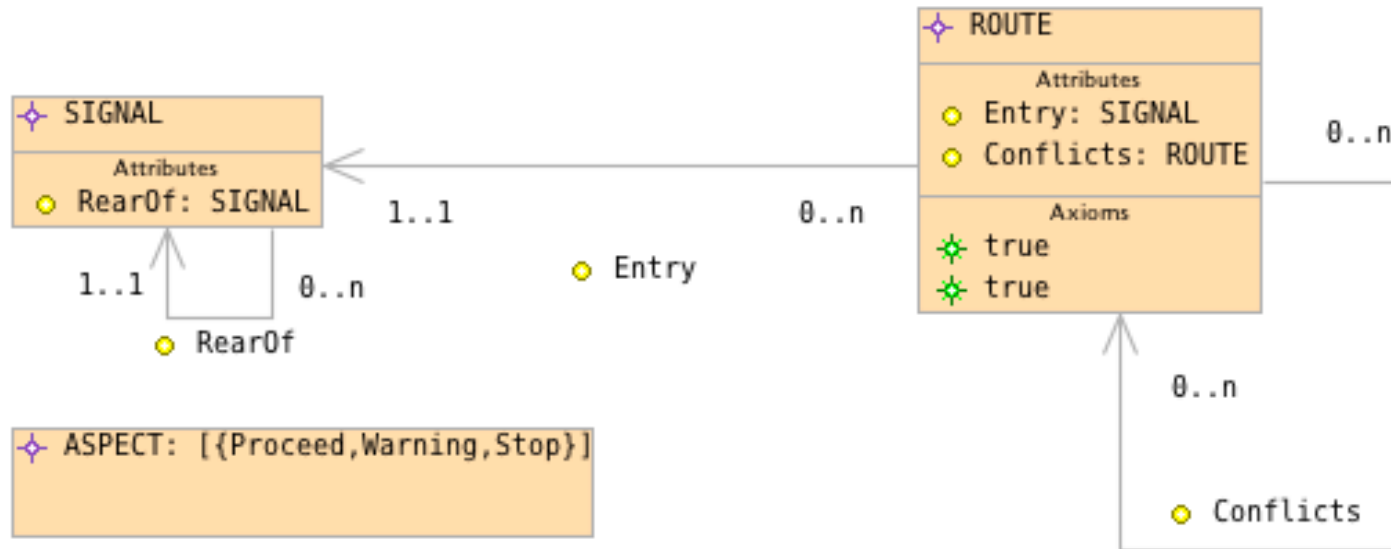 SIGNAL
Attributes
RearOf: SIGNAL
1..1
0..n
RearOf
ASPECT: [{Proceed,Warning,Stop}]
1..1
0..n
Entry
ROUTE
Attributes
Entry: SIGNAL
Conflicts: ROUTE
Axioms
true
true
0..n
0..n
Conflicts